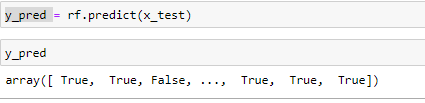 y_pred = rf.predict(x_test)
y_pred
array([ True,  True, False, ...,  True,  True,  True])